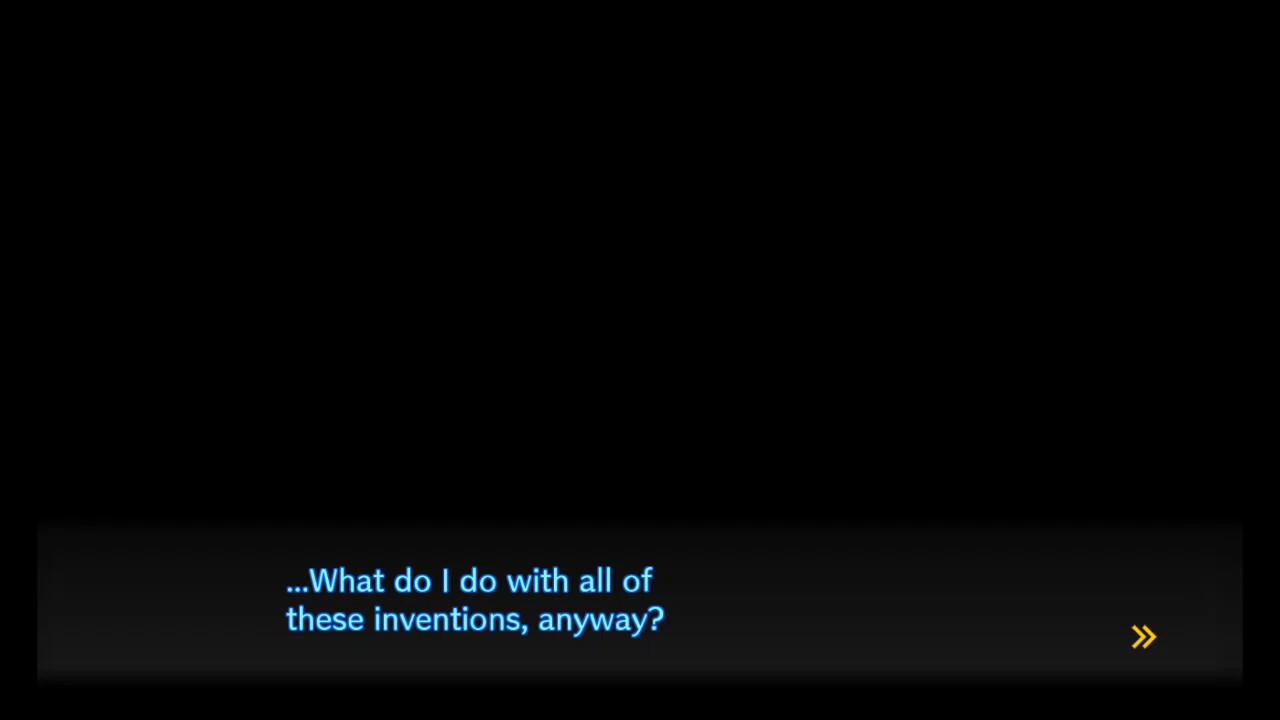 ...What do I do with all of
these inventions, anyway?